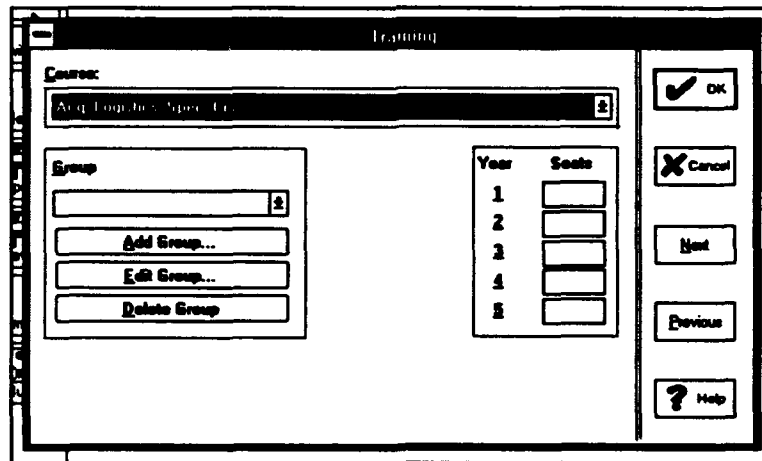 Training
Course:
Acq Logistics Spec
Group
Add Group...
Edit Group...
Delete Group
Year Seats
1
2
3
4
5
OK
Cancel
Next
Previous
Help